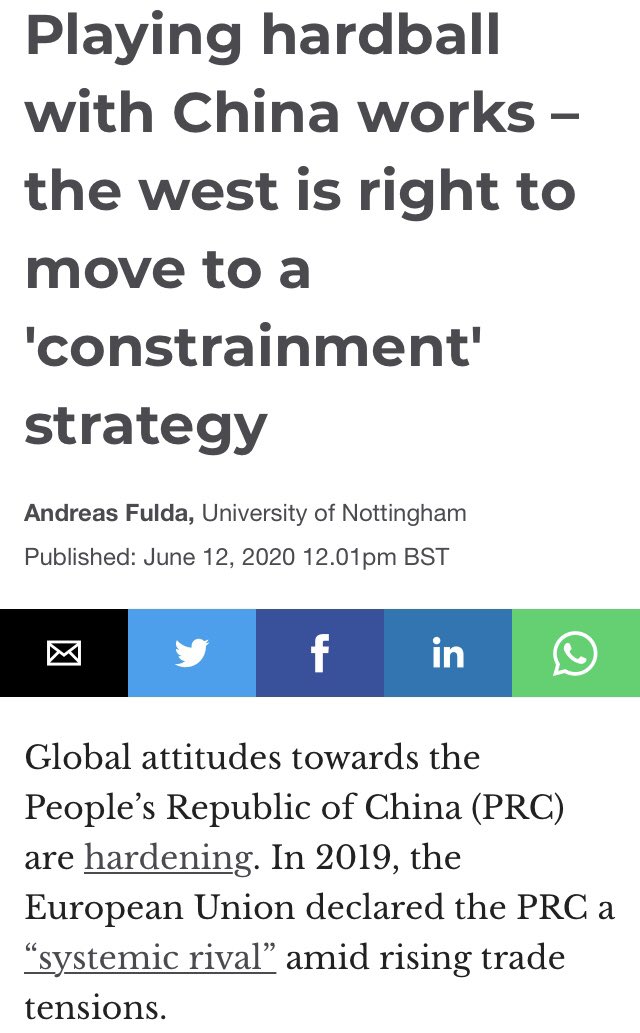 Playing hardball
with China works –
the west is right to
move to a
'constrainment'
strategy
Andreas Fulda, University of Nottingham
Published: June 12, 2020 12.01pm BST
Global attitudes towards the
People’s Republic of China (PRC)
are hardening. In 2019, the
European Union declared the PRC a
“systemic rival” amid rising trade
tensions.